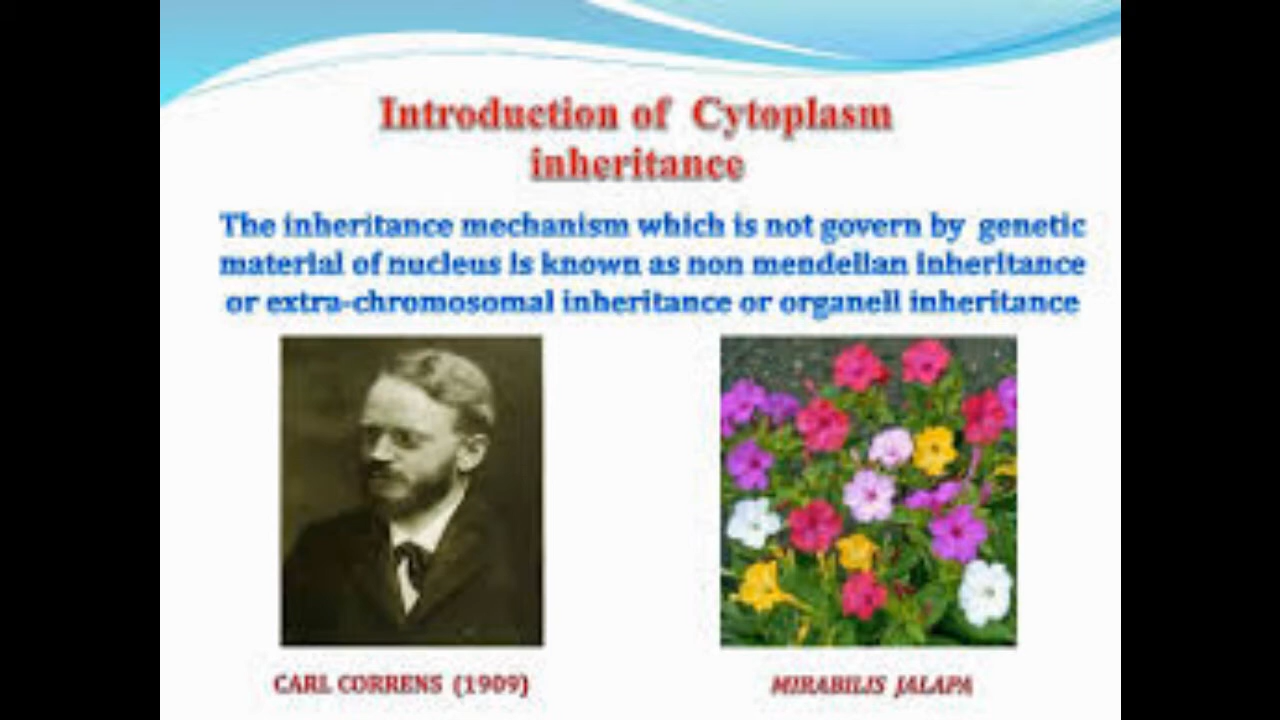 Introduction of Cytoplasm
inheritance
The inheritance mechanism which is not govern by genetic
material of nucleus is known as non mendelian inheritance
or extra-chromosomal inheritance or organell inheritance
CARL CORRENS (1909)
MIRABILIS JALAPA